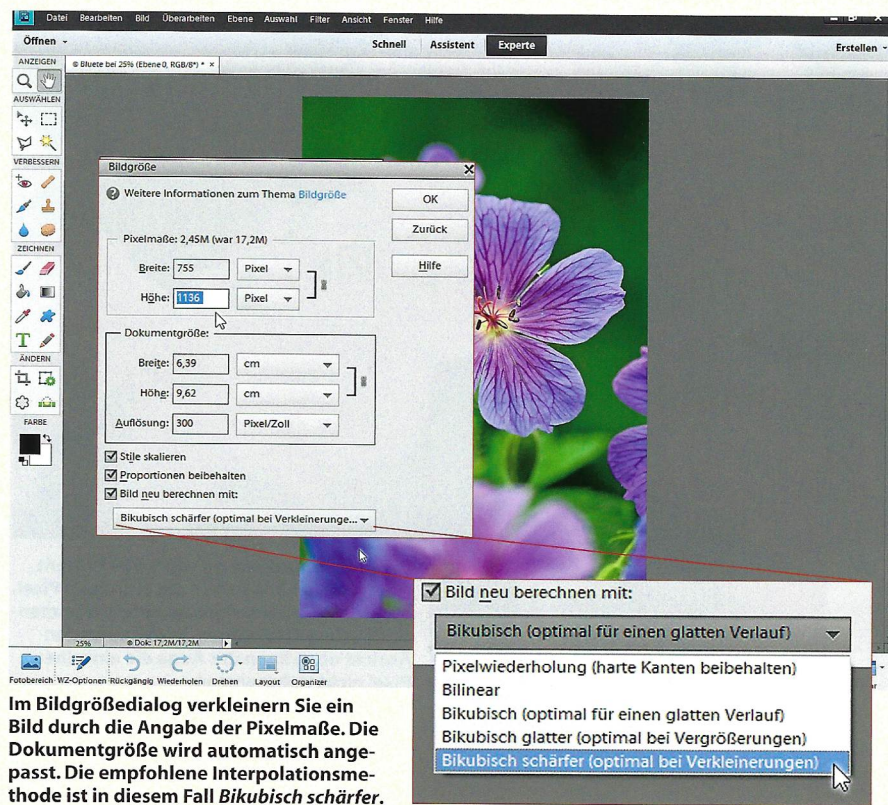 Datei Bearbeiten Bild Überarbeiten Ebene Auswahl Filter Ansicht Fenster Hilfe
Öffnen
Schnell Assistent Experte
Erstellen
ANZEIGEN
© Bluete bei 25% (Ebene 0, RGB/8*) * ×
AUSWÄHLEN
VERBESSERN
ZEICHNEN
T
ÄNDERN
FARBE
Bildgröße
Weitere Informationen zum Thema Bildgröße
OK
Zurück
Hilfe
Pixelmaße: 2,45M (war 17,2M)
Breite: 755 Pixel
Höhe: 1136 Pixel
Dokumentgröße:
Breite: 6,39 cm
Höhe: 9,62 cm
Auflösung: 300 Pixel/Zoll
Stile skalieren
Proportionen beibehalten
Bild neu berechnen mit:
Bikubisch schärfer (optimal bei Verkleinerunge...
Bild neu berechnen mit:
Bikubisch (optimal für einen glatten Verlauf)
Pixelwiederholung (harte Kanten beibehalten)
Bilinear
Bikubisch (optimal für einen glatten Verlauf)
Bikubisch glatter (optimal bei Vergrößerungen)
Bikubisch schärfer (optimal bei Verkleinerungen)
25% © Dok: 17,2M/17,2M
Fotobereich WZ-Optionen Rückgängig Wiederholen Drehen Layout Organizer
Im Bildgrößedialog verkleinern Sie ein
Bild durch die Angabe der Pixelmaße. Die
Dokumentgröße wird automatisch ange-
passt. Die empfohlene Interpolationsme-
thode ist in diesem Fall Bikubisch schärfer.